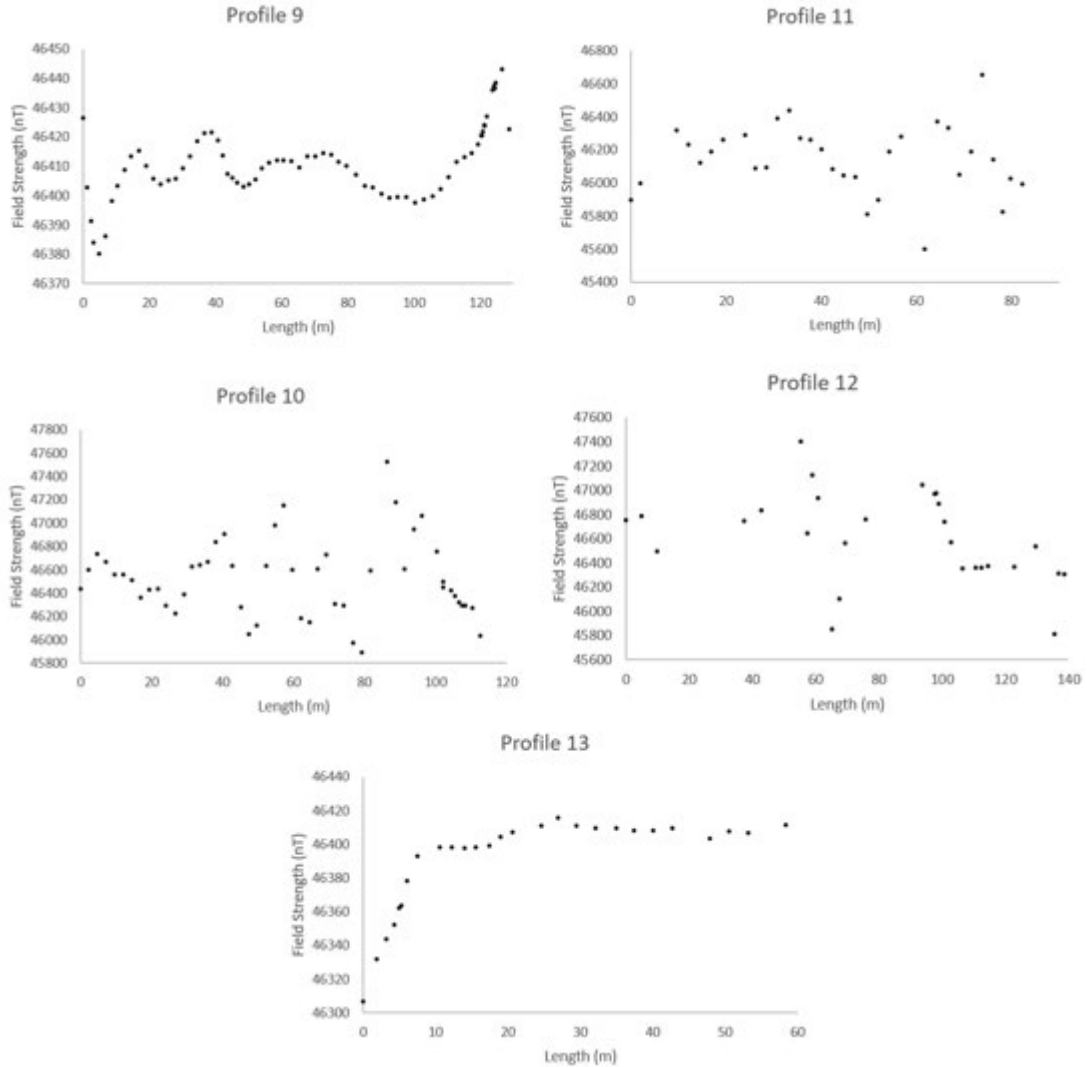 Profile 9
46450
46440
46430
46420
46410
46400
46390
46380
46370
Field Strength (nT)
0 20 40 60 80 100 120
Length (m)
Profile 11
46800
46600
46400
46200
46000
45800
45600
45400
Field Strength (nT)
0 20 40 60 80
Length (m)
Profile 10
47800
47600
47400
47200
47000
46800
46600
46400
46200
46000
45800
Field Strength (nT)
0 20 40 60 80 100 120
Length (m)
Profile 12
47600
47400
47200
47000
46800
46600
46400
46200
46000
45800
45600
Field Strength (nT)
0 20 40 60 80 100 120 140
Length (m)
Profile 13
46440
46420
46400
46380
46360
46340
46320
46300
Field Strength (nT)
0 10 20 30 40 50 60
Length (m)